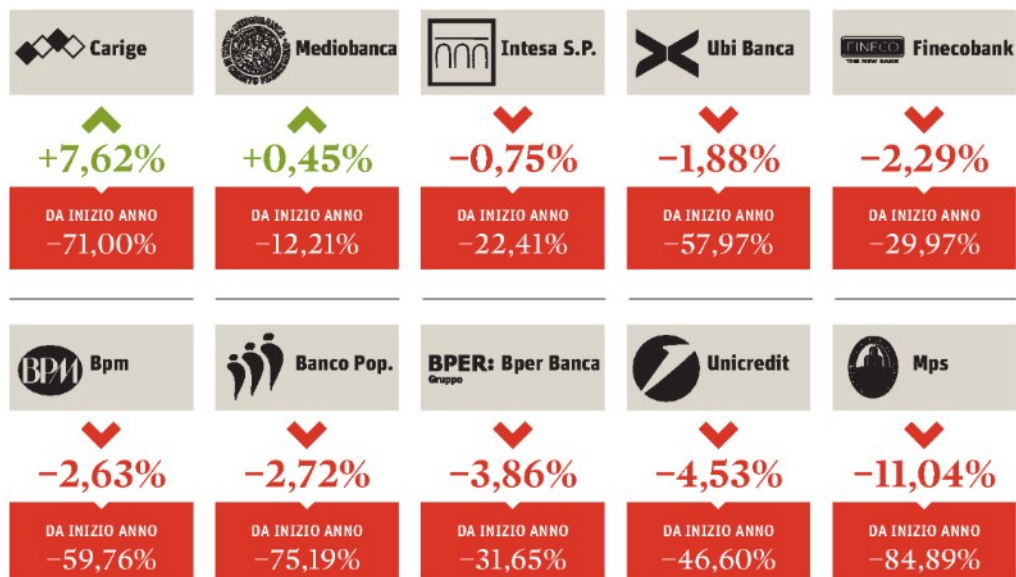 Carige
+7,62%
DA INIZIO ANNO
−71,00%
Mediobanca
+0,45%
DA INIZIO ANNO
−12,21%
Intesa S.P.
−0,75%
DA INIZIO ANNO
−22,41%
Ubi Banca
−1,88%
DA INIZIO ANNO
−57,97%
FINECO
THE NEW BANK
Finecobank
−2,29%
DA INIZIO ANNO
−29,97%
BPM Bpm
−2,63%
DA INIZIO ANNO
−59,76%
Banco Pop.
−2,72%
DA INIZIO ANNO
−75,19%
BPER: Bper Banca
Gruppo
−3,86%
DA INIZIO ANNO
−31,65%
Unicredit
−4,53%
DA INIZIO ANNO
−46,60%
Mps
−11,04%
DA INIZIO ANNO
−84,89%